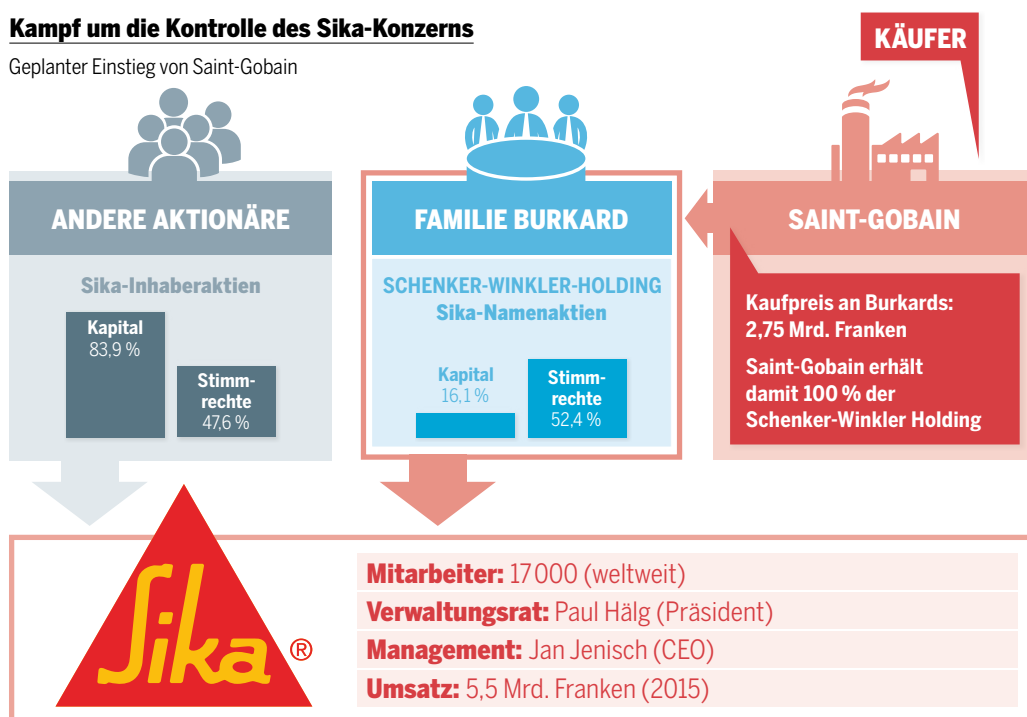 Kampf um die Kontrolle des Sika-Konzerns
Geplanter Einstieg von Saint-Gobain
KÄUFER
ANDERE AKTIONÄRE
Sika-Inhaberaktien
Kapital
83,9 %
Stimm-
rechte
47,6 %
FAMILIE BURKARD
SCHENKER-WINKLER-HOLDING
Sika-Namenaktien
Kapital
16,1 %
Stimm-
rechte
52,4 %
SAINT-GOBAIN
Kaufpreis an Burkards:
2,75 Mrd. Franken
Saint-Gobain erhält
damit 100 % der
Schenker-Winkler Holding
Sika®
Mitarbeiter: 17 000 (weltweit)
Verwaltungsrat: Paul Hälg (Präsident)
Management: Jan Jenisch (CEO)
Umsatz: 5,5 Mrd. Franken (2015)